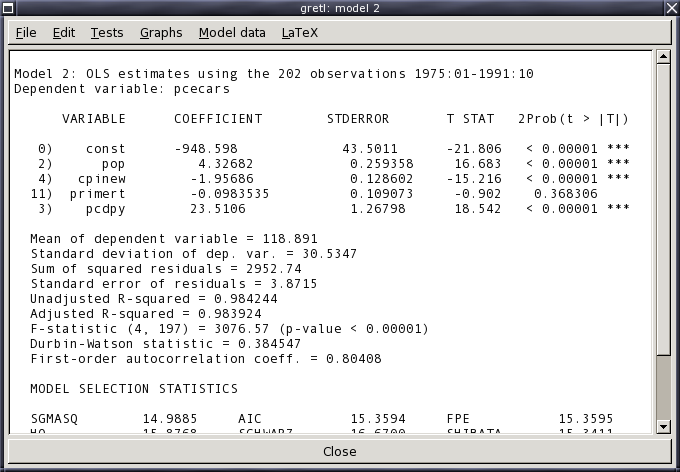 gretl: model 2
File Edit Tests Graphs Model data LaTeX
Model 2: OLS estimates using the 202 observations 1975:01-1991:10
Dependent variable: pcecars
VARIABLE COEFFICIENT STDERROR T STAT 2Prob(t > |T|)
0) const -948.598 43.5011 -21.806 < 0.00001 ***
2) pop 4.32682 0.259358 16.683 < 0.00001 ***
4) cpinew -1.95686 0.128602 -15.216 < 0.00001 ***
11) primert -0.0983535 0.109073 -0.902 0.368306
3) pcdpy 23.5106 1.26798 18.542 < 0.00001 ***
Mean of dependent variable = 118.891
Standard deviation of dep. var. = 30.5347
Sum of squared residuals = 2952.74
Standard error of residuals = 3.8715
Unadjusted R-squared = 0.984244
Adjusted R-squared = 0.983924
F-statistic (4, 197) = 3076.57 (p-value < 0.00001)
Durbin-Watson statistic = 0.384547
First-order autocorrelation coeff. = 0.80408
MODEL SELECTION STATISTICS
SGMASQ 14.9885 AIC 15.3594 FPE 15.3595
HQ 15.8768 SCHWARZ 16.6700 SHIBATA 15.3411
Close